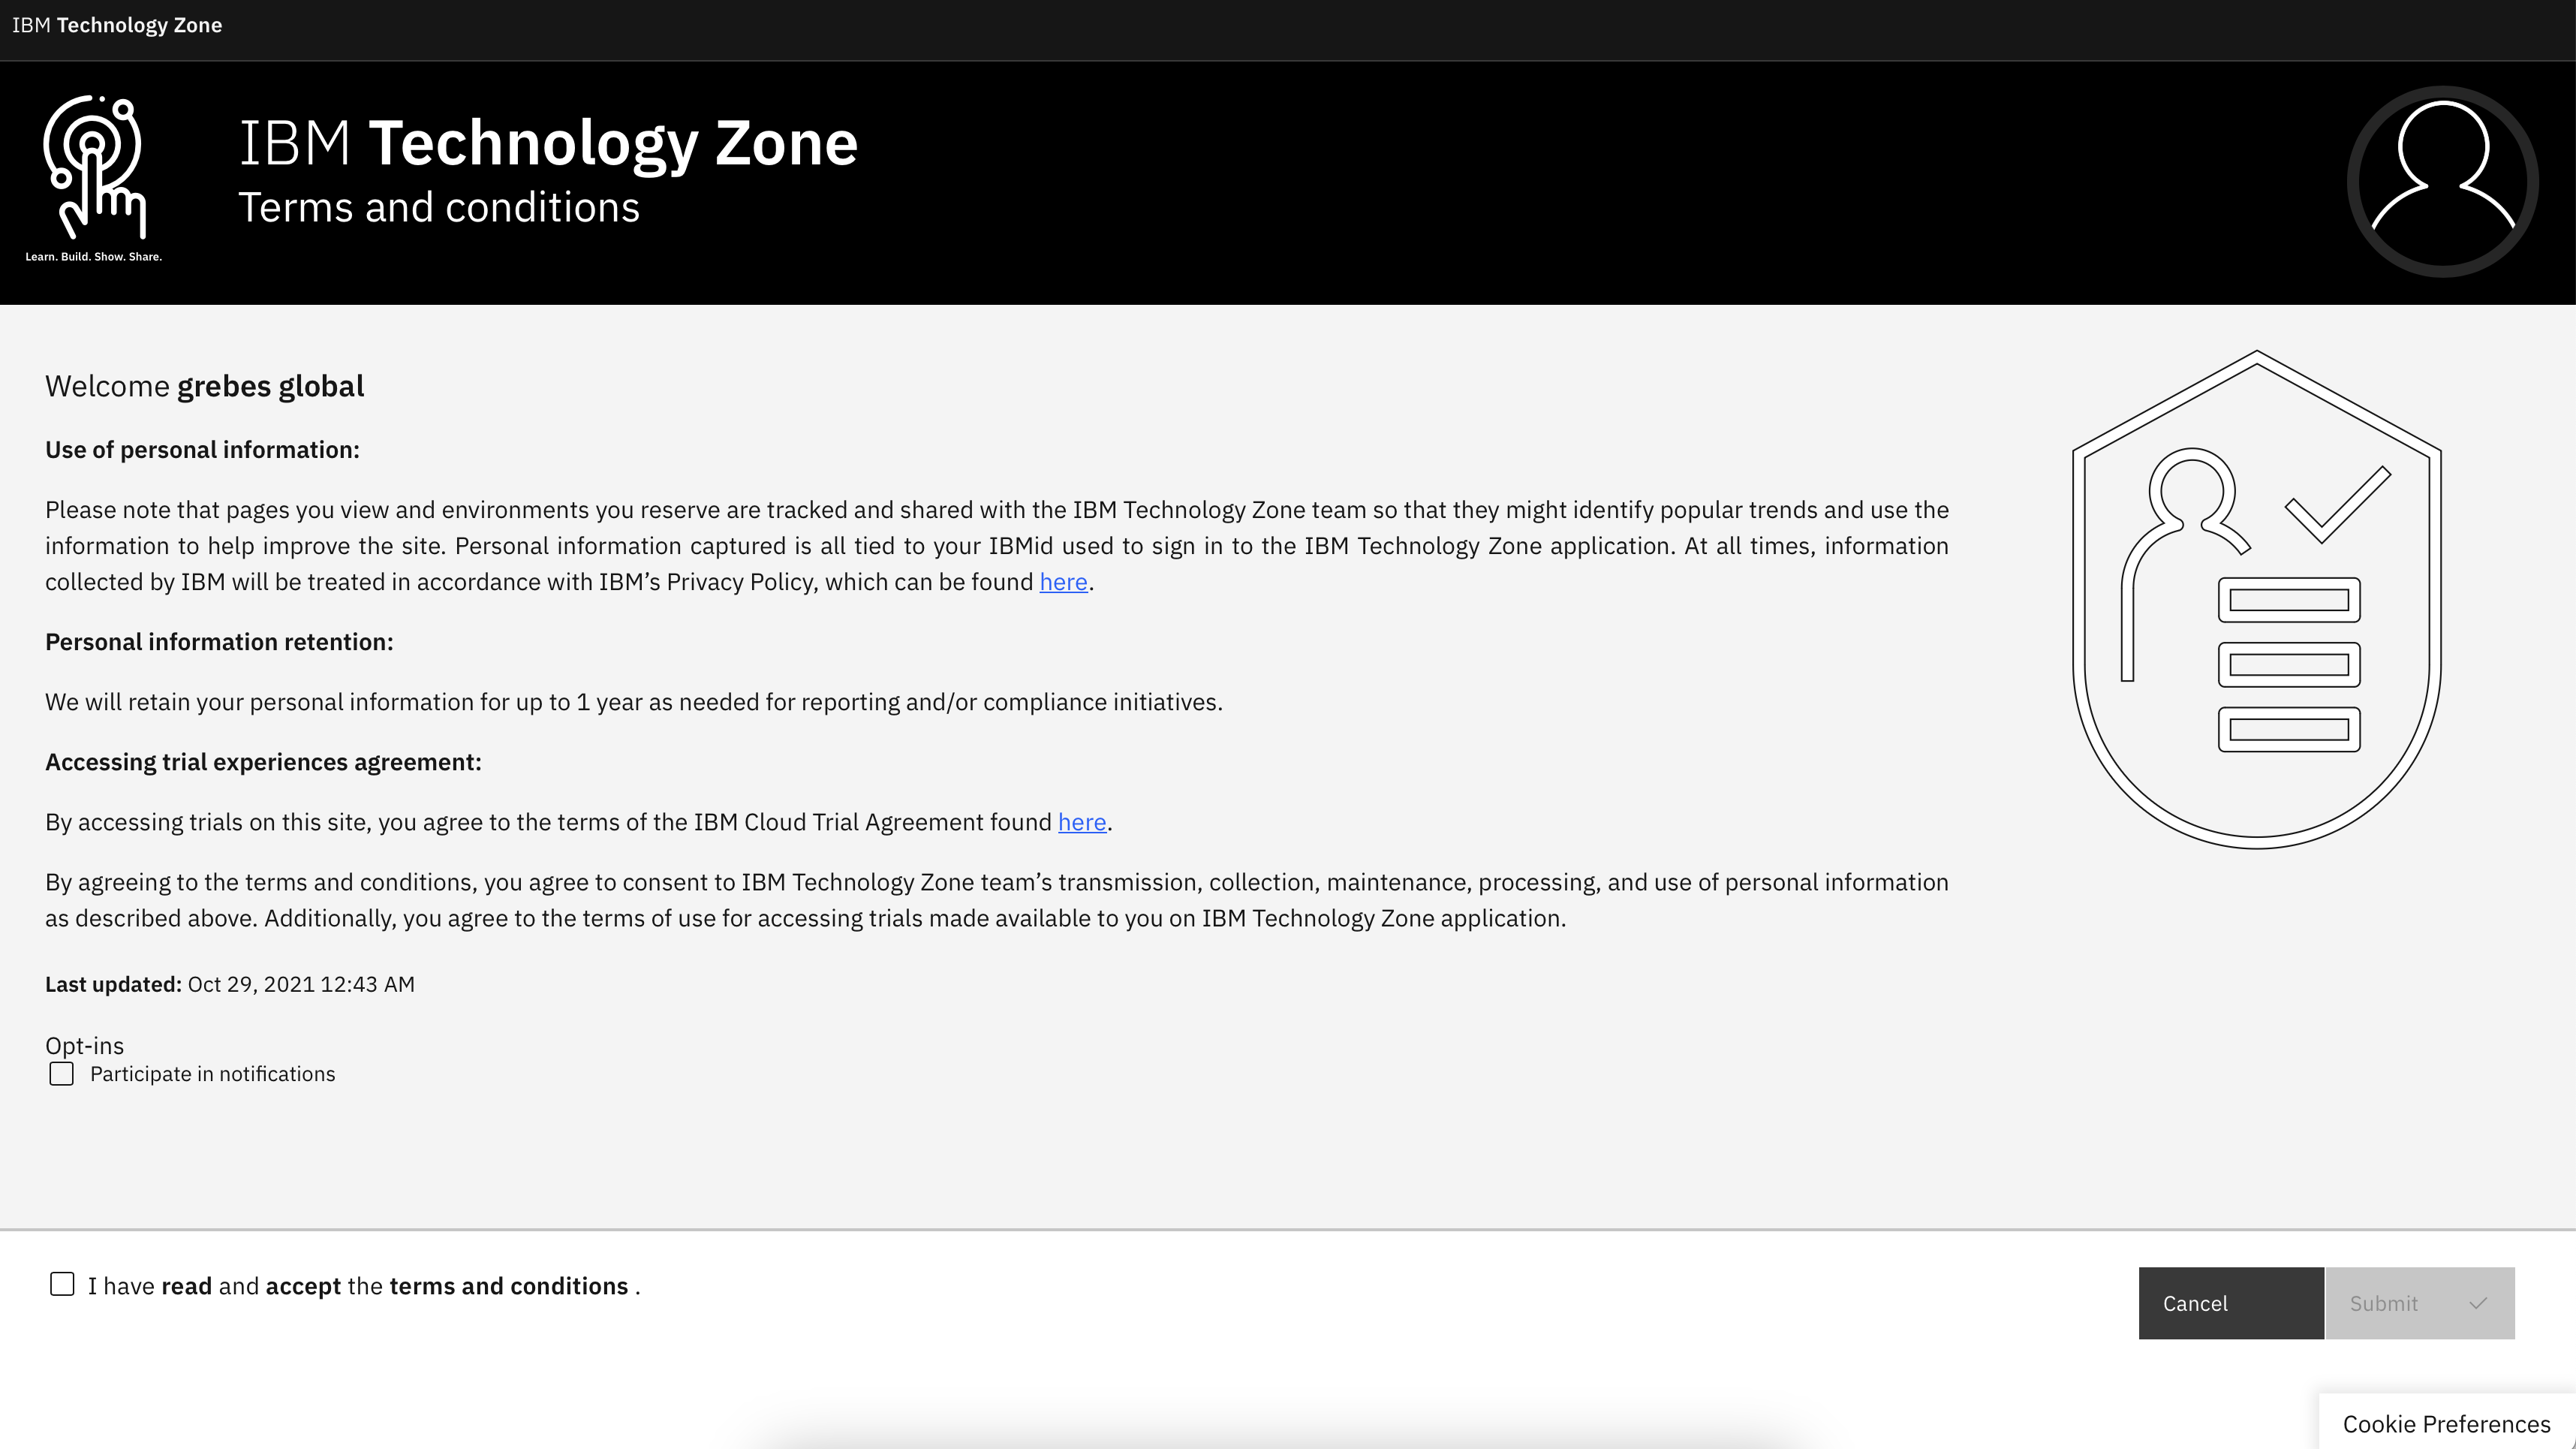 IBM Technology Zone
IBM Technology Zone
Terms and conditions
Learn. Build. Show. Share.
Welcome grebes global
Use of personal information:
Please note that pages you view and environments you reserve are tracked and shared with the IBM Technology Zone team so that they might identify popular trends and use the
information to help improve the site. Personal information captured is all tied to your IBMid used to sign in to the IBM Technology Zone application. At all times, information
collected by IBM will be treated in accordance with IBM’s Privacy Policy, which can be found here.
Personal information retention:
We will retain your personal information for up to 1 year as needed for reporting and/or compliance initiatives.
Accessing trial experiences agreement:
By accessing trials on this site, you agree to the terms of the IBM Cloud Trial Agreement found here.
By agreeing to the terms and conditions, you agree to consent to IBM Technology Zone team’s transmission, collection, maintenance, processing, and use of personal information
as described above. Additionally, you agree to the terms of use for accessing trials made available to you on IBM Technology Zone application.
Last updated: Oct 29, 2021 12:43 AM
Opt-ins
Participate in notifications
I have read and accept the terms and conditions .
Cancel
Submit
Cookie Preferences